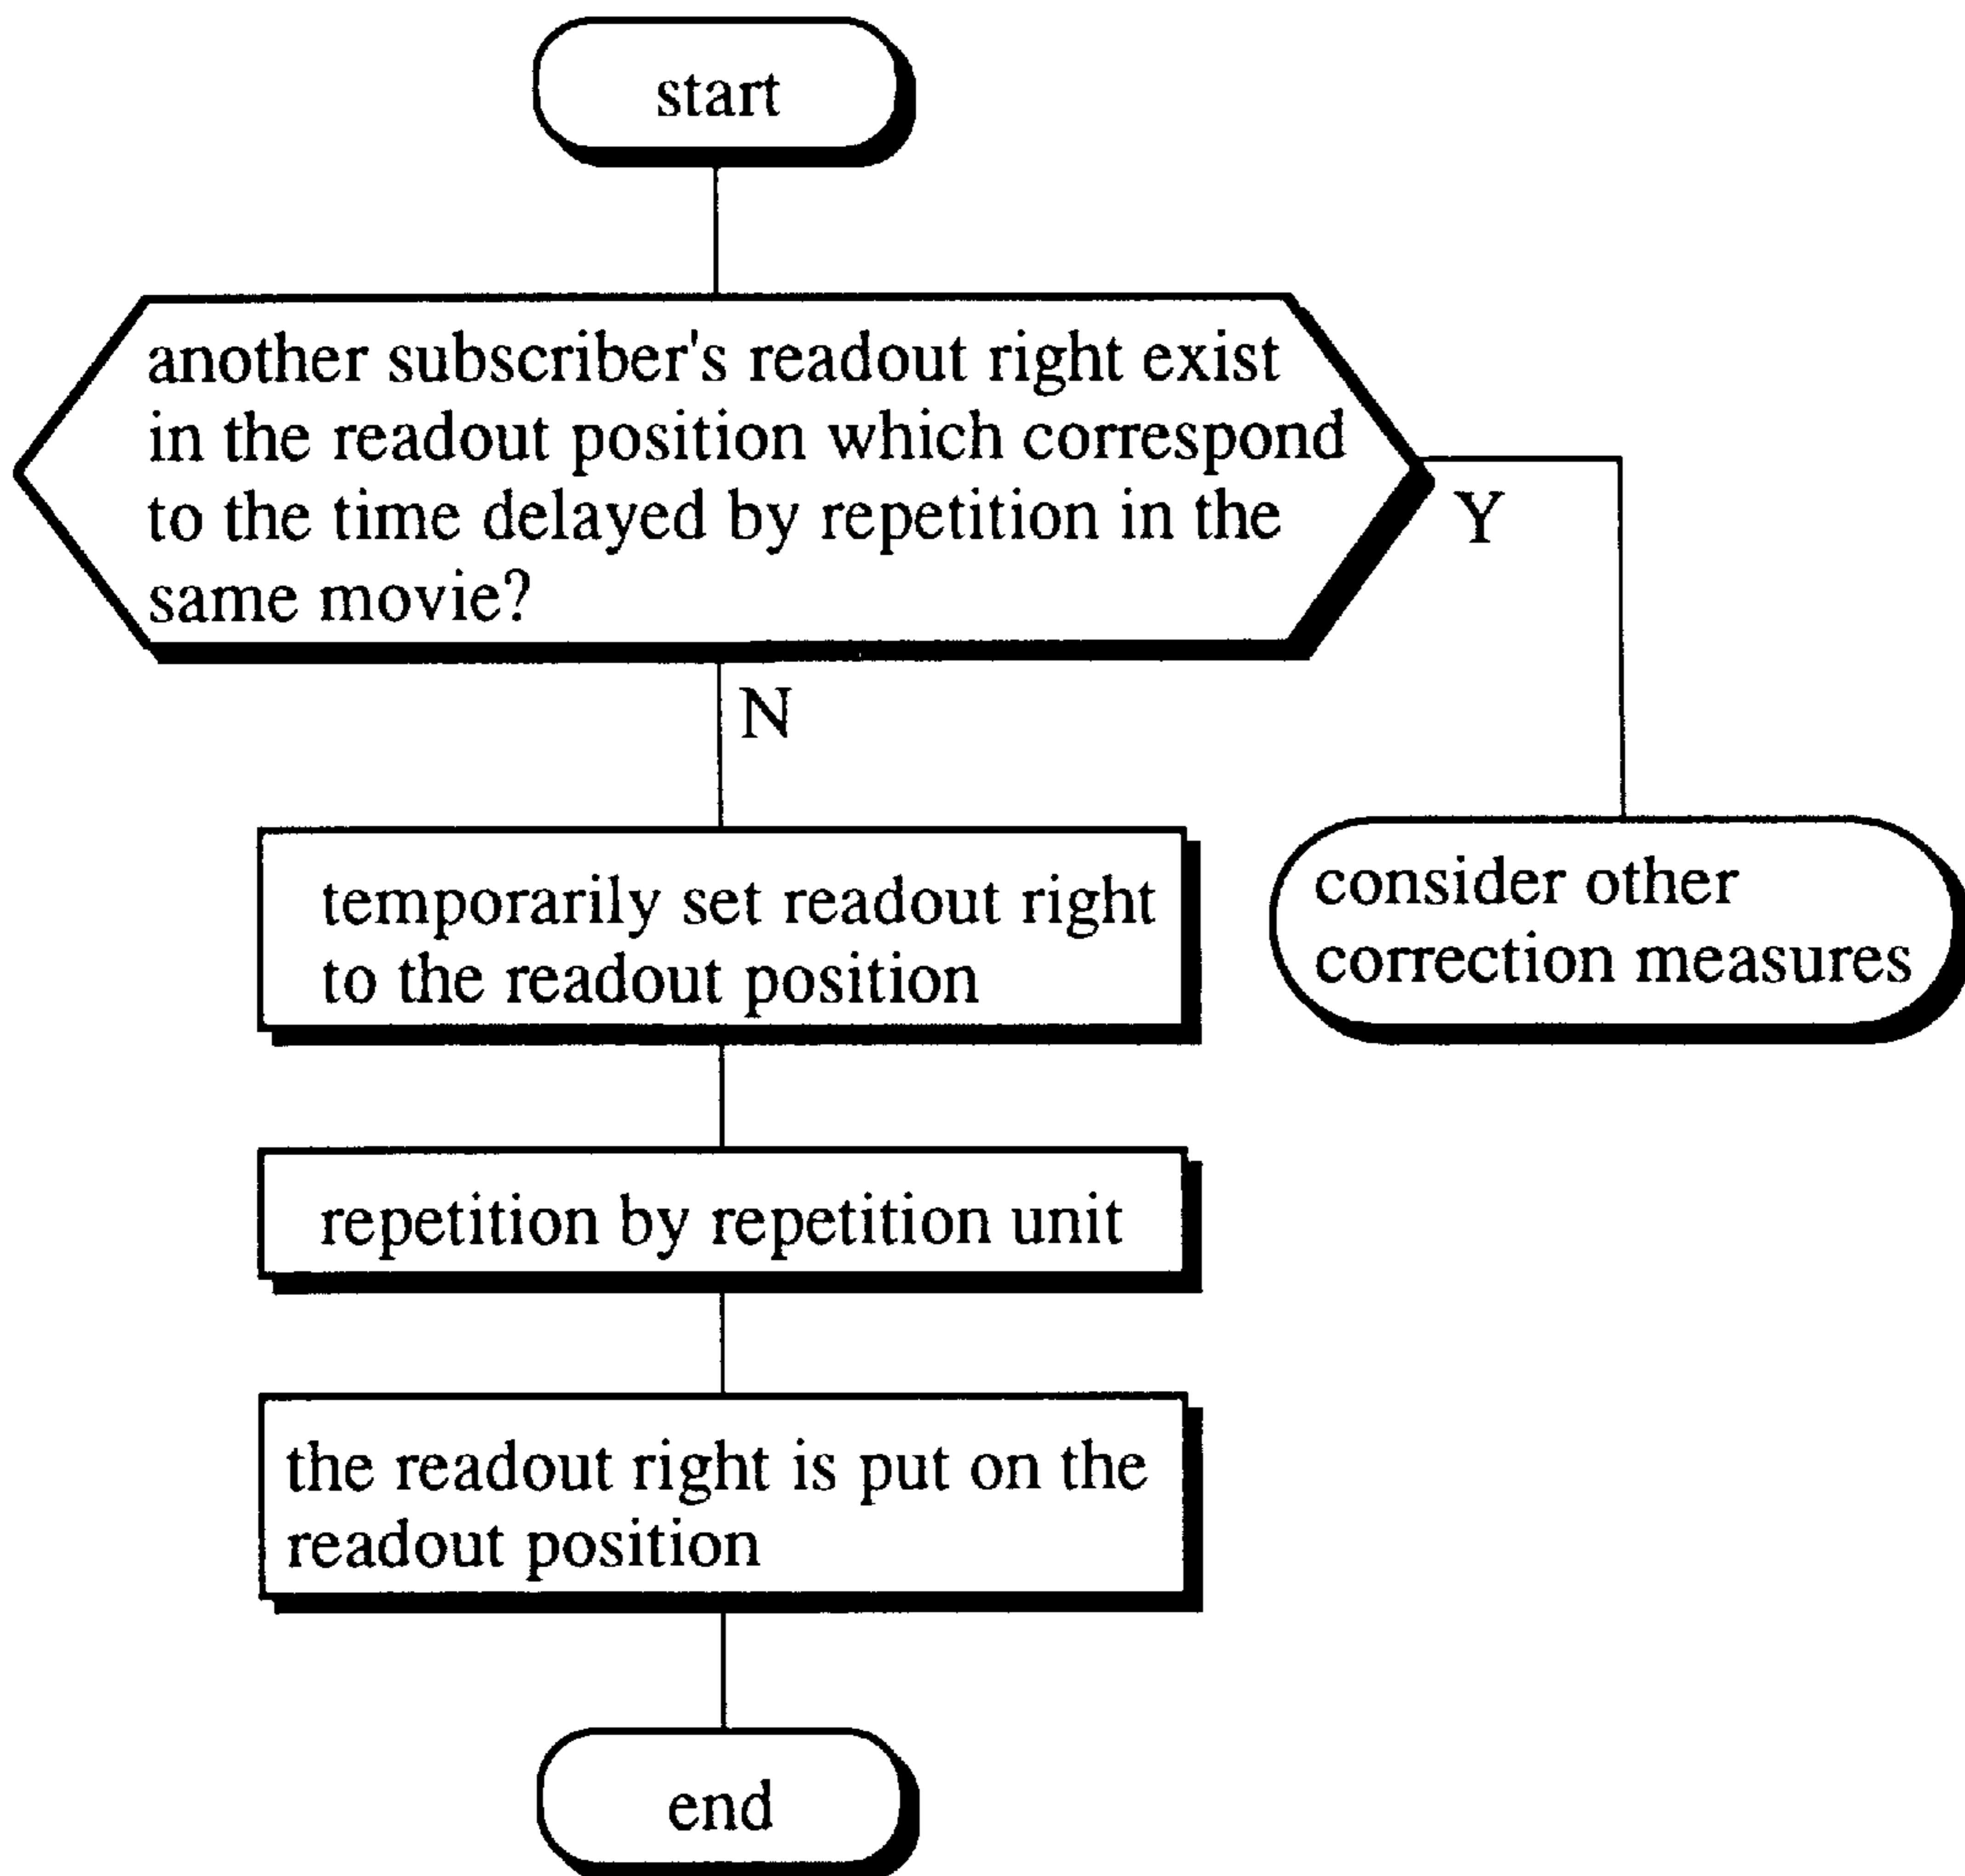 start
another subscriber's readout right exist
in the readout position which correspond
to the time delayed by repetition in the
same movie?
Y
N
temporarily set readout right
to the readout position
consider other
correction measures
repetition by repetition unit
the readout right is put on the
readout position
end